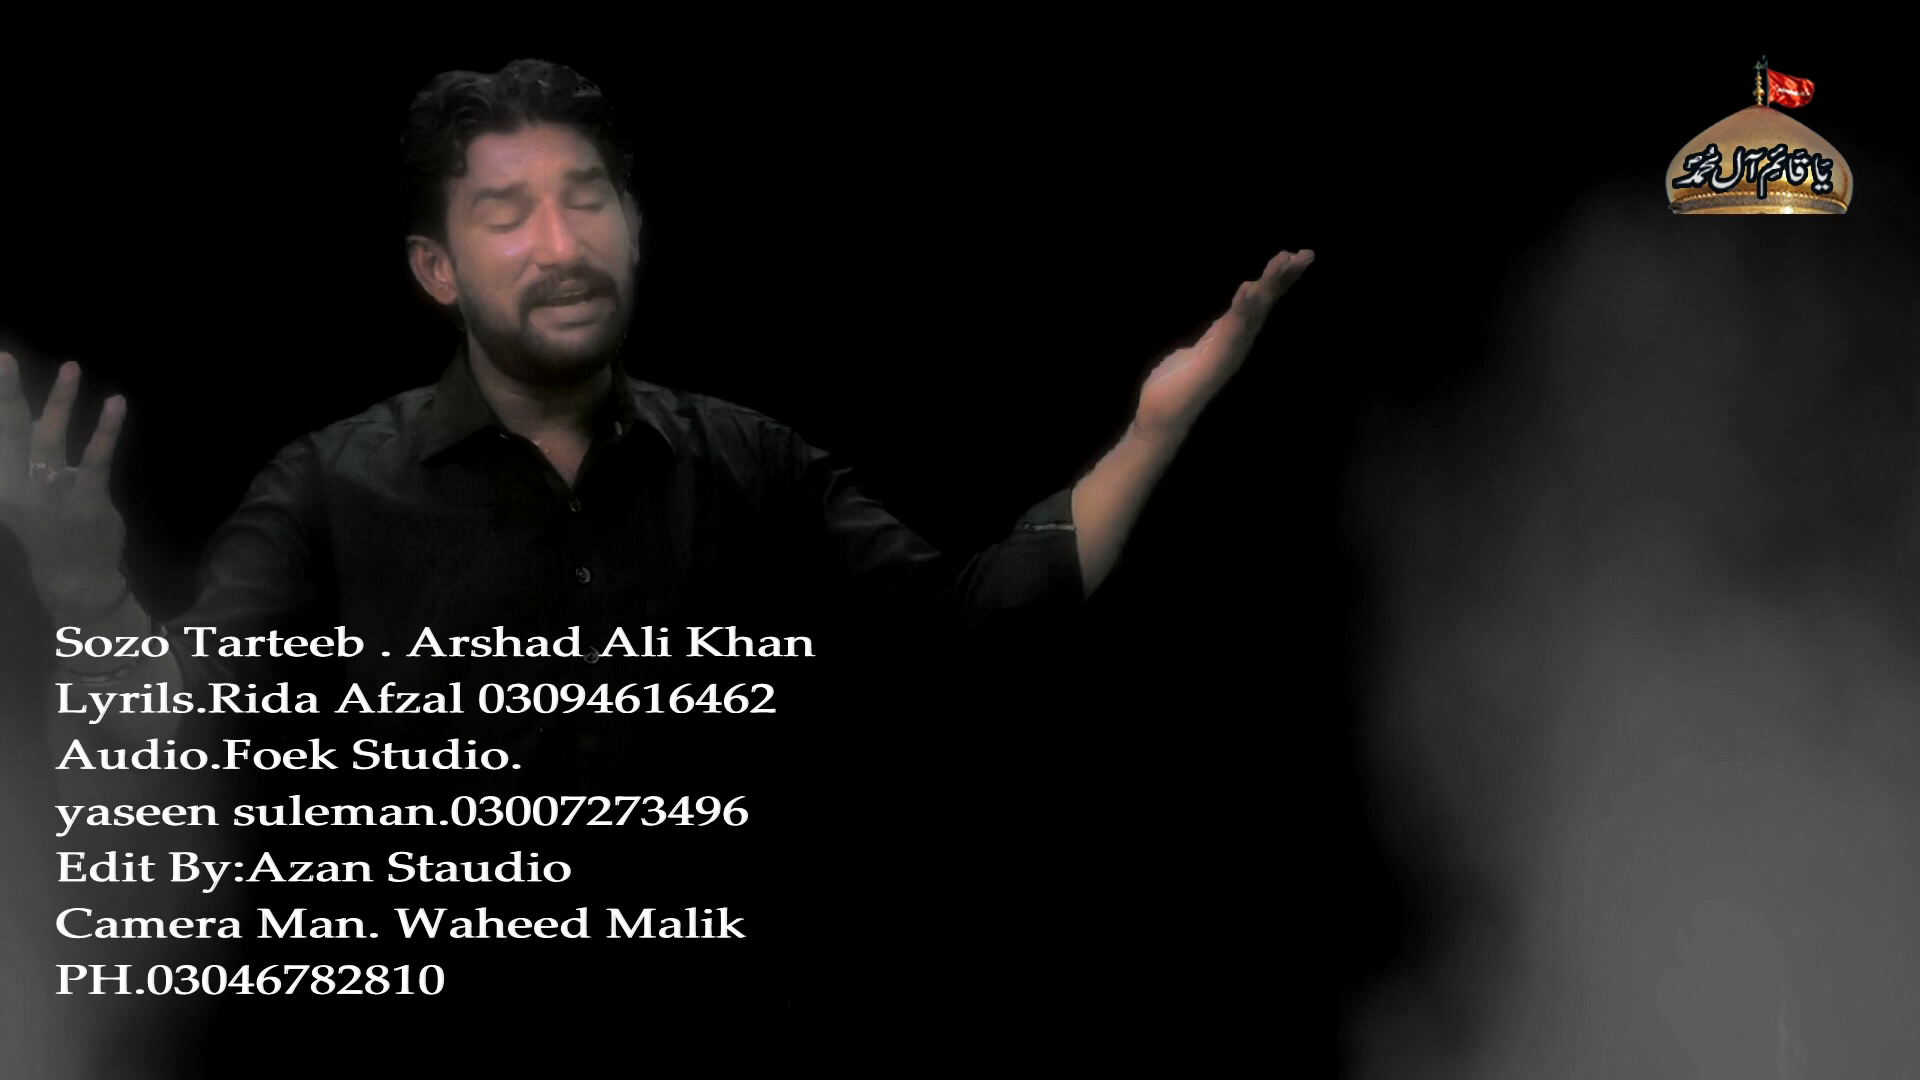 یا قائم آل محمدؐ
Sozo Tarteeb . Arshad Ali Khan
Lyrils.Rida Afzal 03094616462
Audio.Foek Studio.
yaseen suleman.03007273496
Edit By:Azan Staudio
Camera Man. Waheed Malik
PH.03046782810